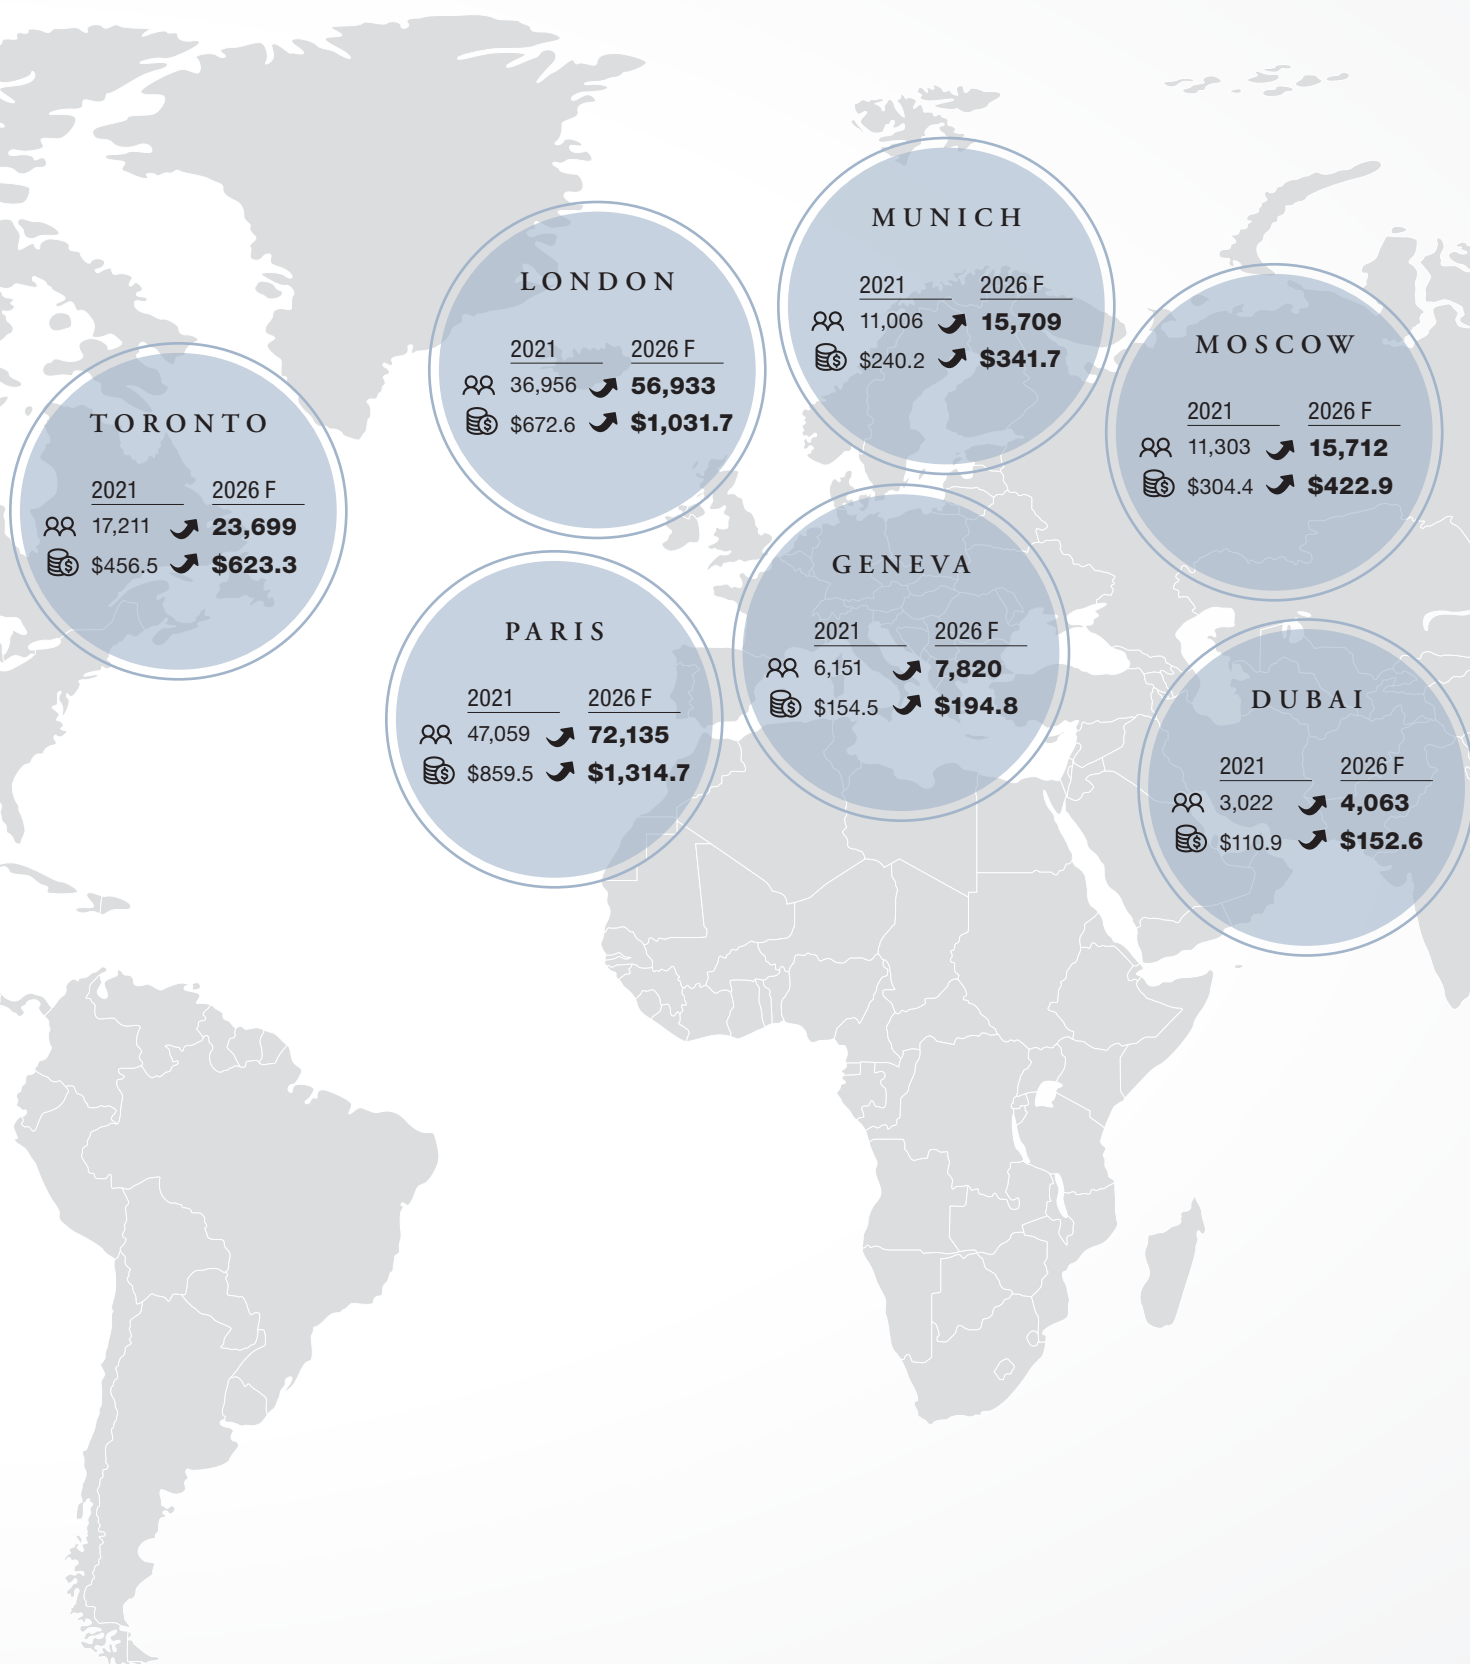 MUNICH
2021 2026 F
11,006 15,709
$240.2 $341.7
LONDON
2021 2026 F
36,956 56,933
$672.6 $1,031.7
MOSCOW
2021 2026 F
11,303 15,712
$304.4 $422.9
TORONTO
2021 2026 F
17,211 23,699
$456.5 $623.3
GENEVA
2021 2026 F
6,151 7,820
$154.5 $194.8
PARIS
2021 2026 F
47,059 72,135
$859.5 $1,314.7
DUBAI
2021 2026 F
3,022 4,063
$110.9 $152.6